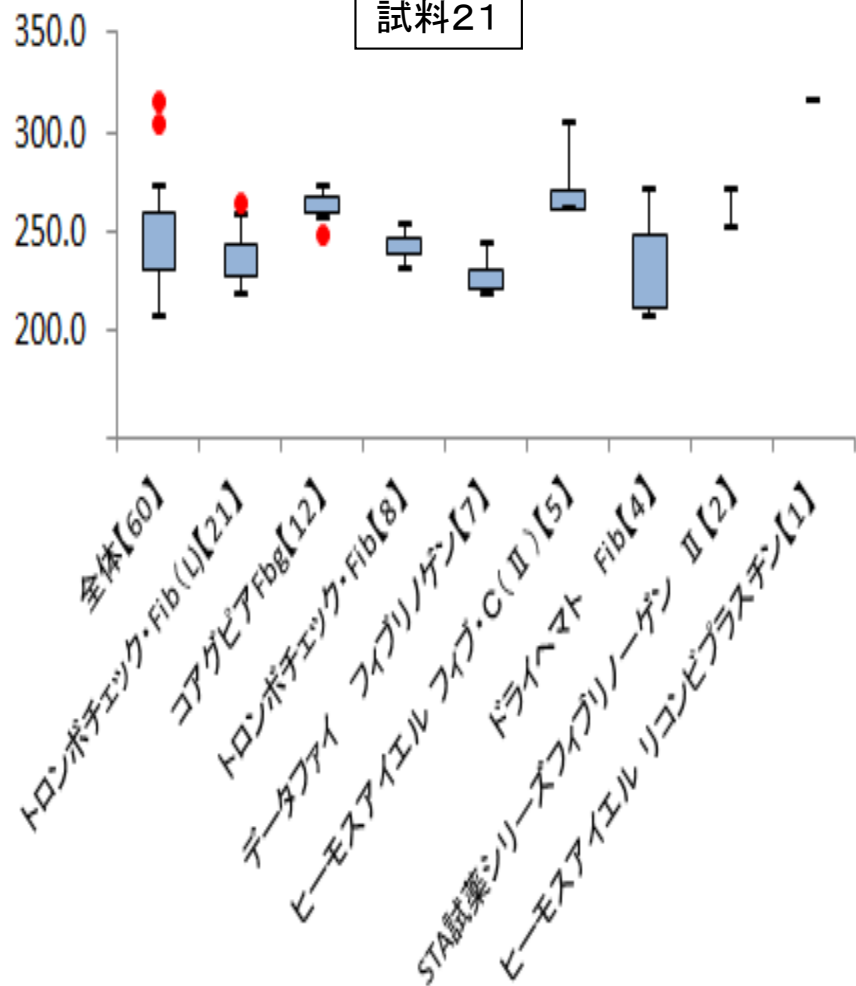 試料21
350.0
300.0
250.0
200.0
全体【60】
トロンボチェック・Fib(L)【21】
コアグピアFbg【12】
トロンボチェック・Fib【8】
データファイ　フィブリノゲン【7】
ヒーモスアイエル フィブ・C(Ⅱ)【5】
ドライヘマト　Fib【4】
STA試薬シリーズフィブリノーゲン　Ⅱ【2】
ヒーモスアイエル リコンビプラスチン【1】